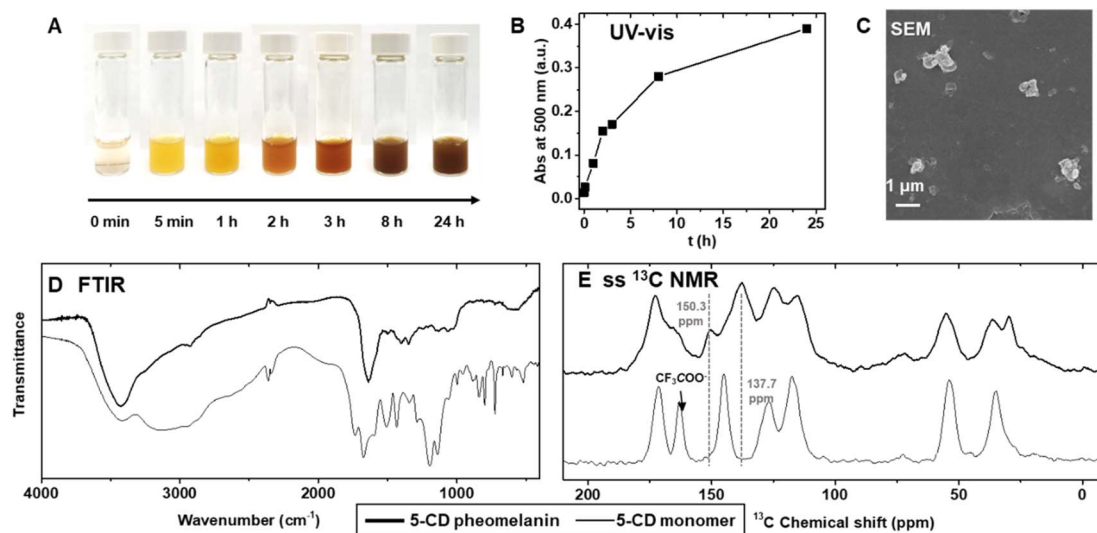 A
0 min 5 min 1 h 2 h 3 h 8 h 24 h
B UV-vis
Abs at 500 nm (a.u.)
0.4
0.3
0.2
0.1
0.0
0 5 10 15 20 25
t (h)
C
SEM
1 µm
D FTIR
Transmittance
4000 3000 2000 1000
Wavenumber (cm⁻¹)
E ss ¹³C NMR
150.3
ppm
CF₃COO⁻
137.7
ppm
200 150 100 50 0
¹³C Chemical shift (ppm)
5-CD pheomelanin 5-CD monomer